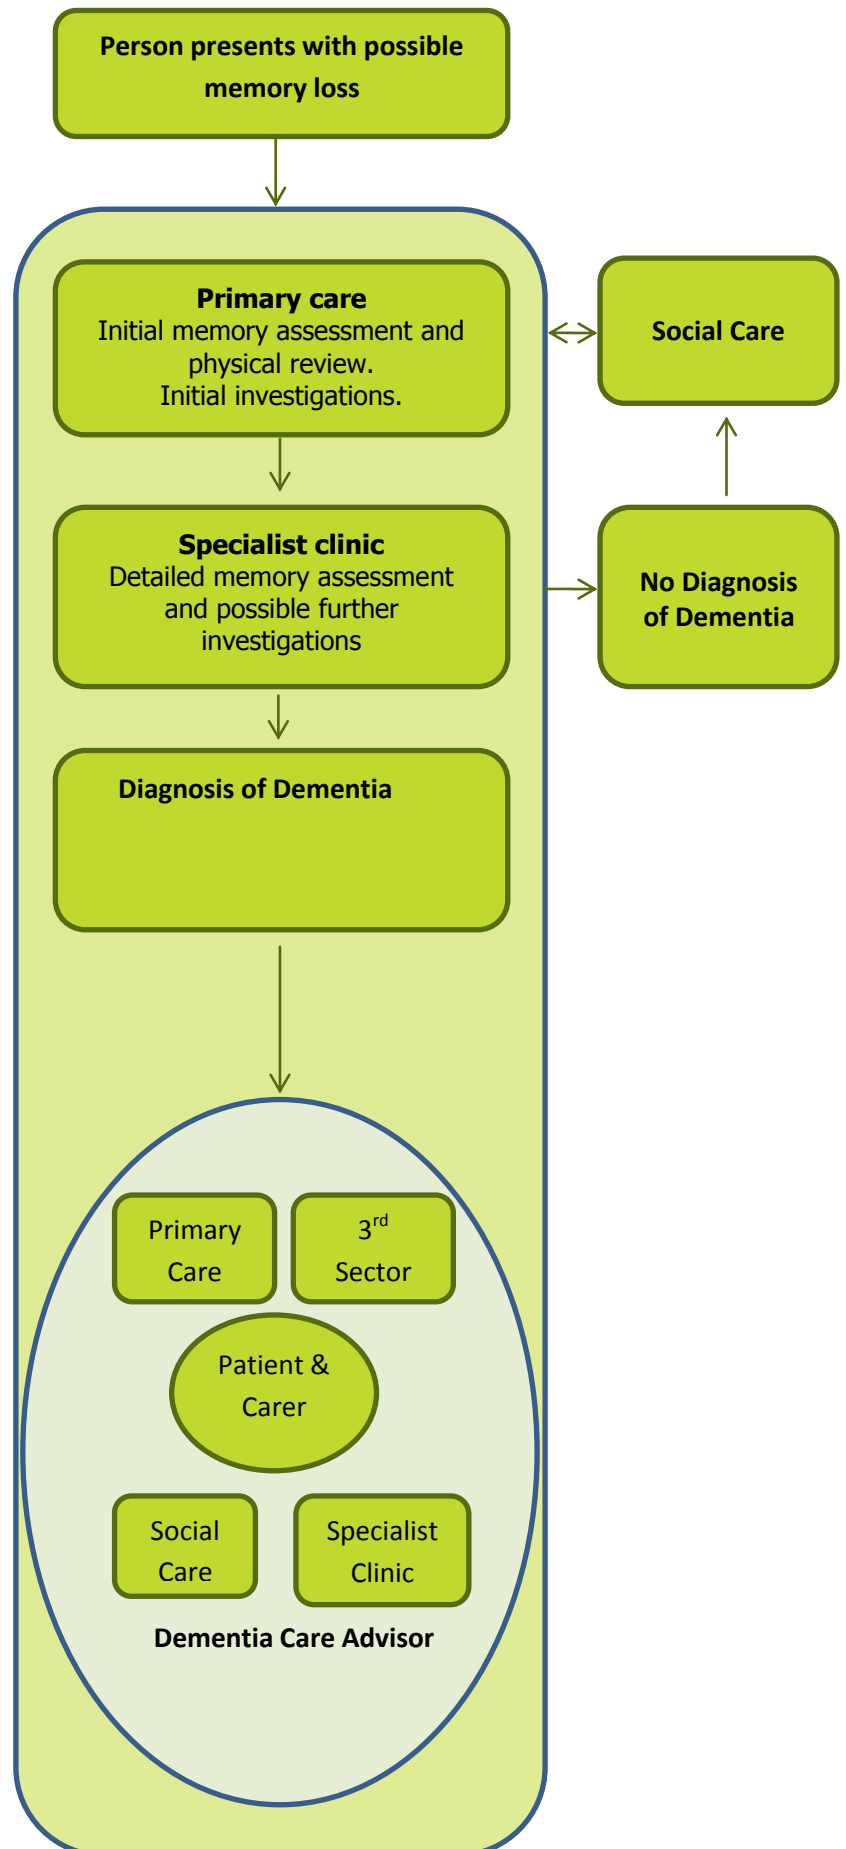 Person presents with possible
memory loss
Primary care
Initial memory assessment and
physical review.
Initial investigations.
Social Care
Specialist clinic
Detailed memory assessment
and possible further
investigations
No Diagnosis
of Dementia
Diagnosis of Dementia
Primary
Care
3rd
Sector
Patient &
Carer
Social
Care
Specialist
Clinic
Dementia Care Advisor